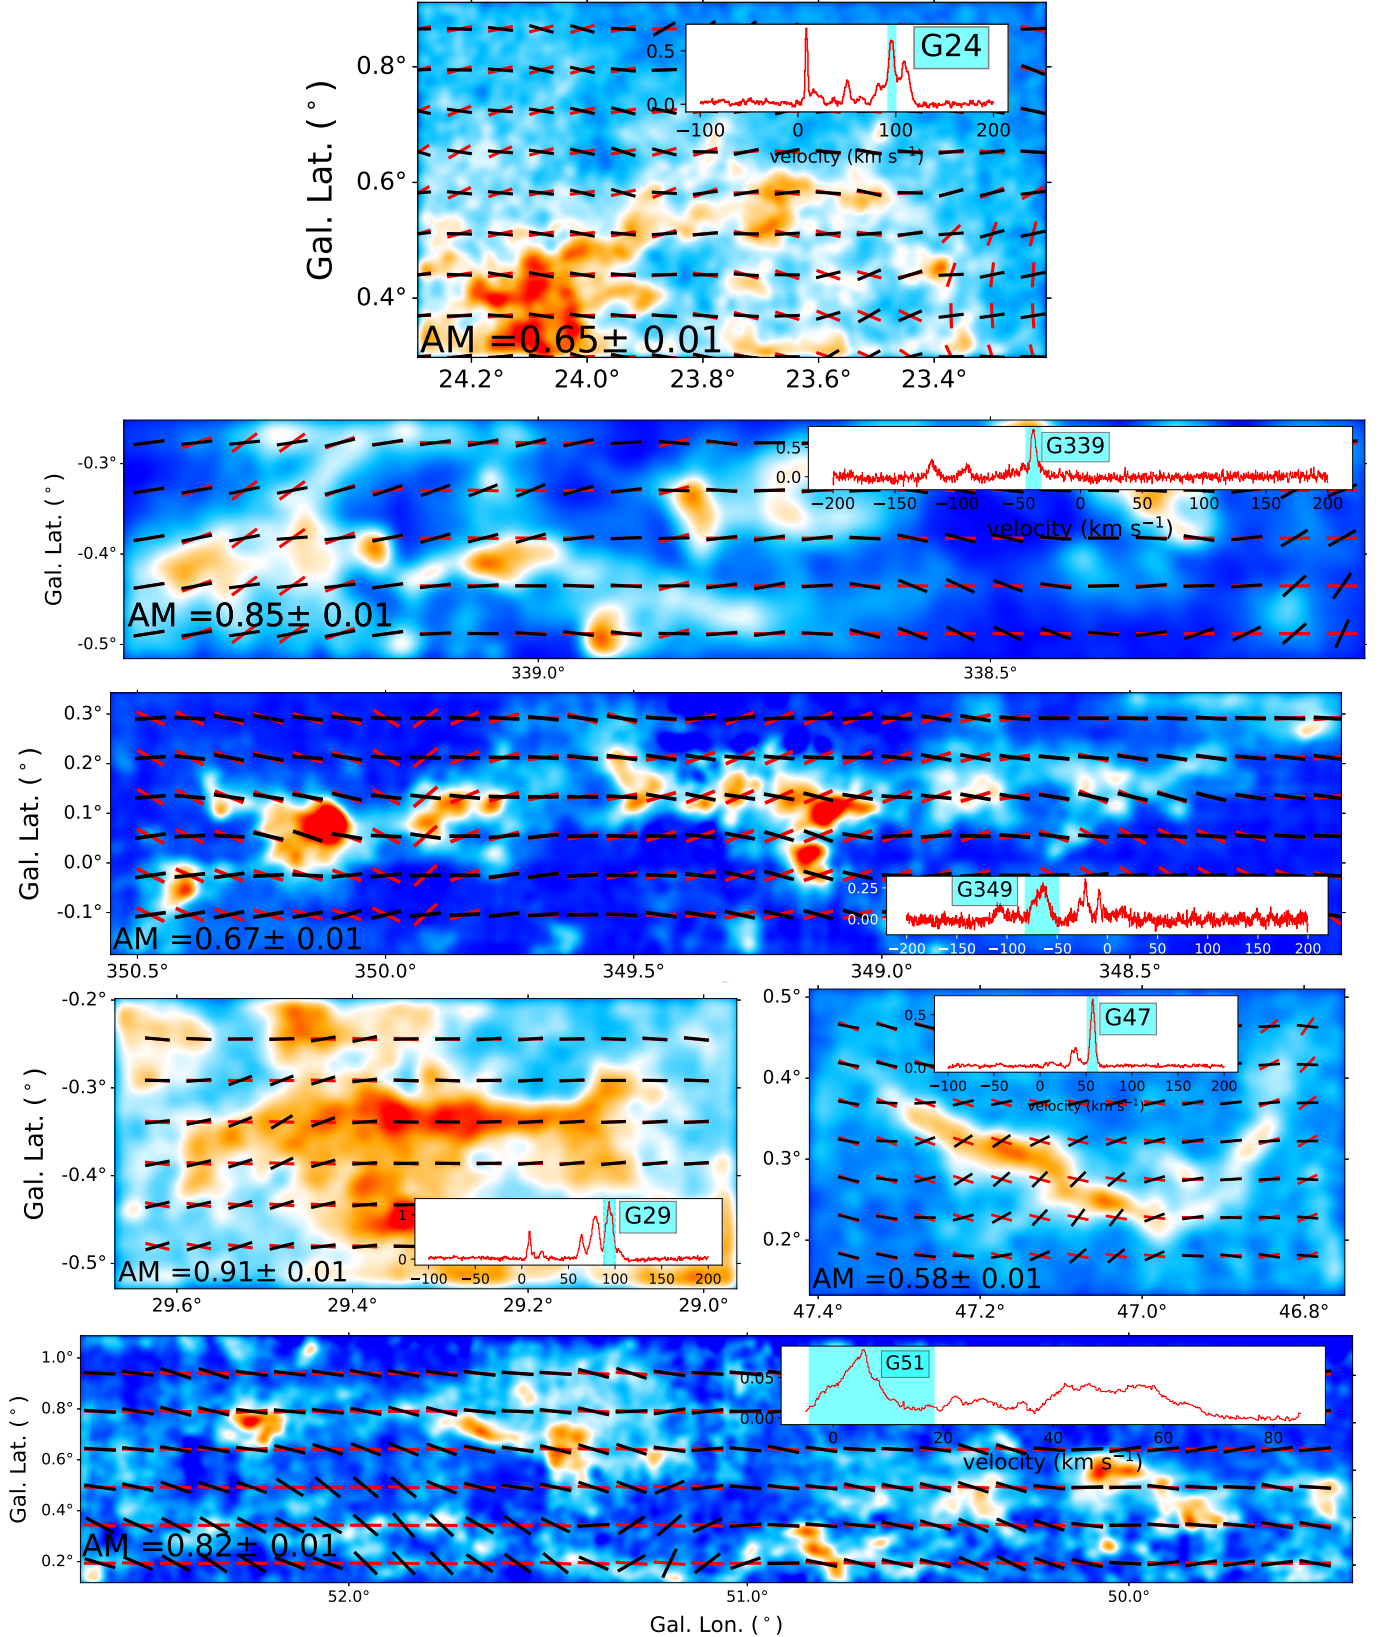 G24
0.5
0.0
−100 0 100 200
velocity (km s−1)
Gal. Lat. (°)
0.8°
0.6°
0.4°
AM =0.65± 0.01
24.2° 24.0° 23.8° 23.6° 23.4°
G339
0.5
0.0
−200 −150 −100 −50 0 50 100 150 200
velocity (km s−1)
Gal. Lat. (°)
-0.3°
-0.4°
-0.5°
AM =0.85± 0.01
339.0° 338.5°
Gal. Lat. (°)
0.3°
0.2°
0.1°
0.0°
-0.1°
G349
0.25
0.00
−200 −150 −100 −50 0 50 100 150 200
AM =0.67± 0.01
350.5° 350.0° 349.5° 349.0° 348.5°
Gal. Lat. (°)
-0.2°
-0.3°
-0.4°
-0.5°
G29
1
0
−100 −50 0 50 100 150 200
AM =0.91± 0.01
29.6° 29.4° 29.2° 29.0°
0.5°
0.4°
0.3°
0.2°
G47
0.5
0.0
−100 −50 0 50 100 150 200
velocity (km s−1)
AM =0.58± 0.01
47.4° 47.2° 47.0° 46.8°
Gal. Lat. (°)
1.0°
0.8°
0.6°
0.4°
0.2°
G51
0.05
0.00
0 20 40 60 80
velocity (km s−1)
AM =0.82± 0.01
52.0° 51.0° 50.0°
Gal. Lon. (°)